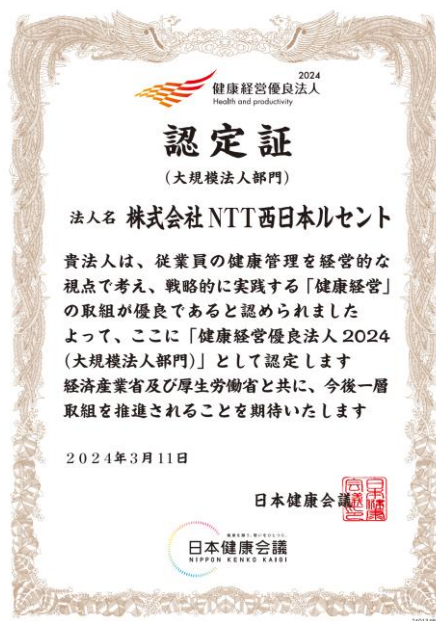 2024
健康経営優良法人
Health and productivity
認定証
(大規模法人部門)
法人名 株式会社NTT西日本ルセント
貴法人は、従業員の健康管理を経営的な
視点で考え、戦略的に実践する「健康経営」
の取組が優良であると認められました
よって、ここに「健康経営優良法人2024
(大規模法人部門)」として認定します
経済産業省及び厚生労働省と共に、今後一層
取組を推進されることを期待いたします
2024年3月11日
日本健康会議
日本健康会議
NIPPON KENKO KAIGI